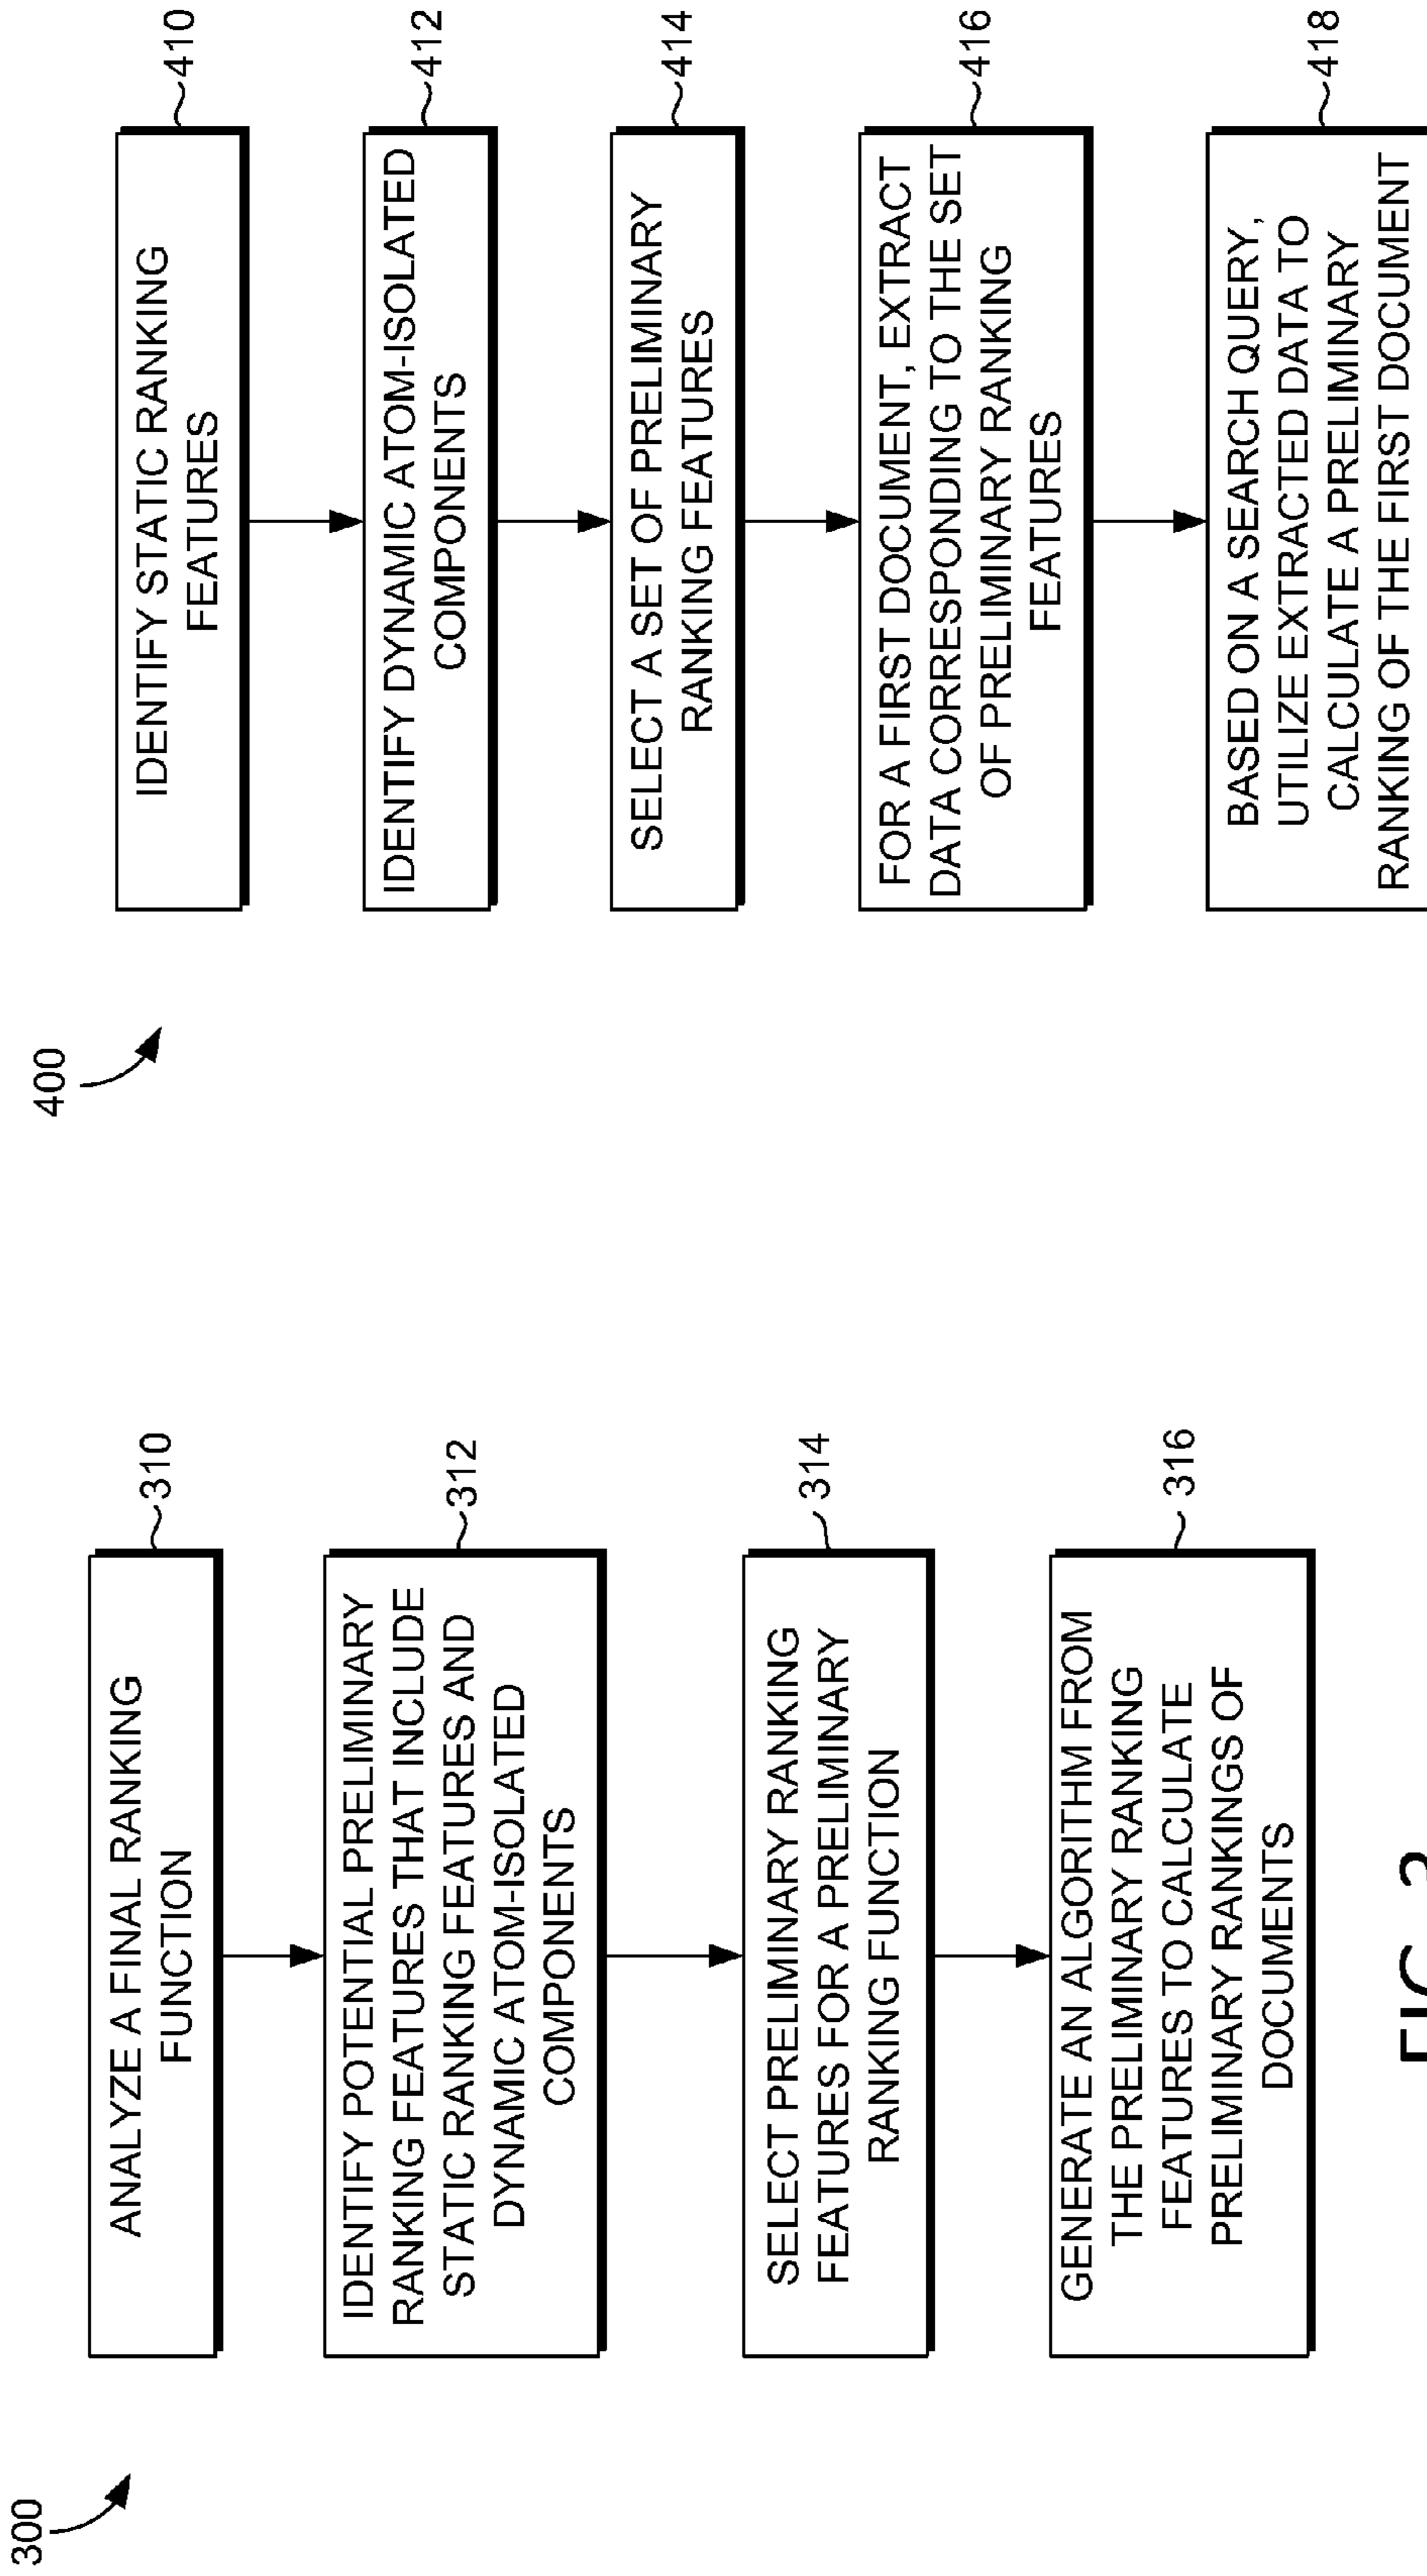 300
ANALYZE A FINAL RANKING
FUNCTION
310
IDENTIFY POTENTIAL PRELIMINARY
RANKING FEATURES THAT INCLUDE
STATIC RANKING FEATURES AND
DYNAMIC ATOM-ISOLATED
COMPONENTS
312
SELECT PRELIMINARY RANKING
FEATURES FOR A PRELIMINARY
RANKING FUNCTION
314
GENERATE AN ALGORITHM FROM
THE PRELIMINARY RANKING
FEATURES TO CALCULATE
PRELIMINARY RANKINGS OF
DOCUMENTS
316
400
IDENTIFY STATIC RANKING
FEATURES
410
IDENTIFY DYNAMIC ATOM-ISOLATED
COMPONENTS
412
SELECT A SET OF PRELIMINARY
RANKING FEATURES
414
FOR A FIRST DOCUMENT, EXTRACT
DATA CORRESPONDING TO THE SET
OF PRELIMINARY RANKING
FEATURES
416
BASED ON A SEARCH QUERY,
UTILIZE EXTRACTED DATA TO
CALCULATE A PRELIMINARY
RANKING OF THE FIRST DOCUMENT
418